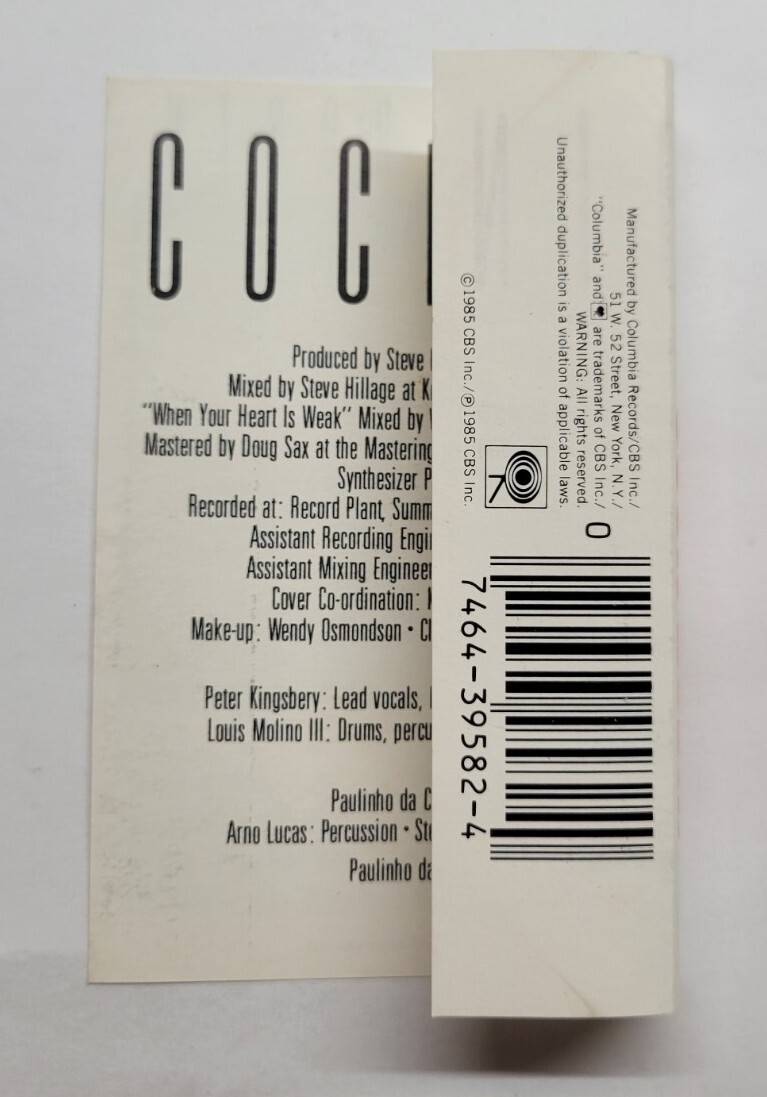 COC
Produced by Steve
Mixed by Steve Hillage at K
"When Your Heart Is Weak" Mixed by
Mastered by Doug Sax at the Mastering
Synthesizer P
Recorded at: Record Plant, Summ
Assistant Recording Engi
Assistant Mixing Engineer
Cover Co-ordination:
Make-up: Wendy Osmondson • Cl
Peter Kingsbery: Lead vocals,
Louis Molino III: Drums, percu
Paulinho da C
Arno Lucas: Percussion • Ste
Paulinho da
Manufactured by Columbia Records/CBS Inc./
51 W. 52 Street, New York, N.Y./
"Columbia" and are trademarks of CBS Inc./
WARNING: All rights reserved.
Unauthorized duplication is a violation of applicable laws.
©1985 CBS Inc./℗1985 CBS Inc.
0
7464-39582-4